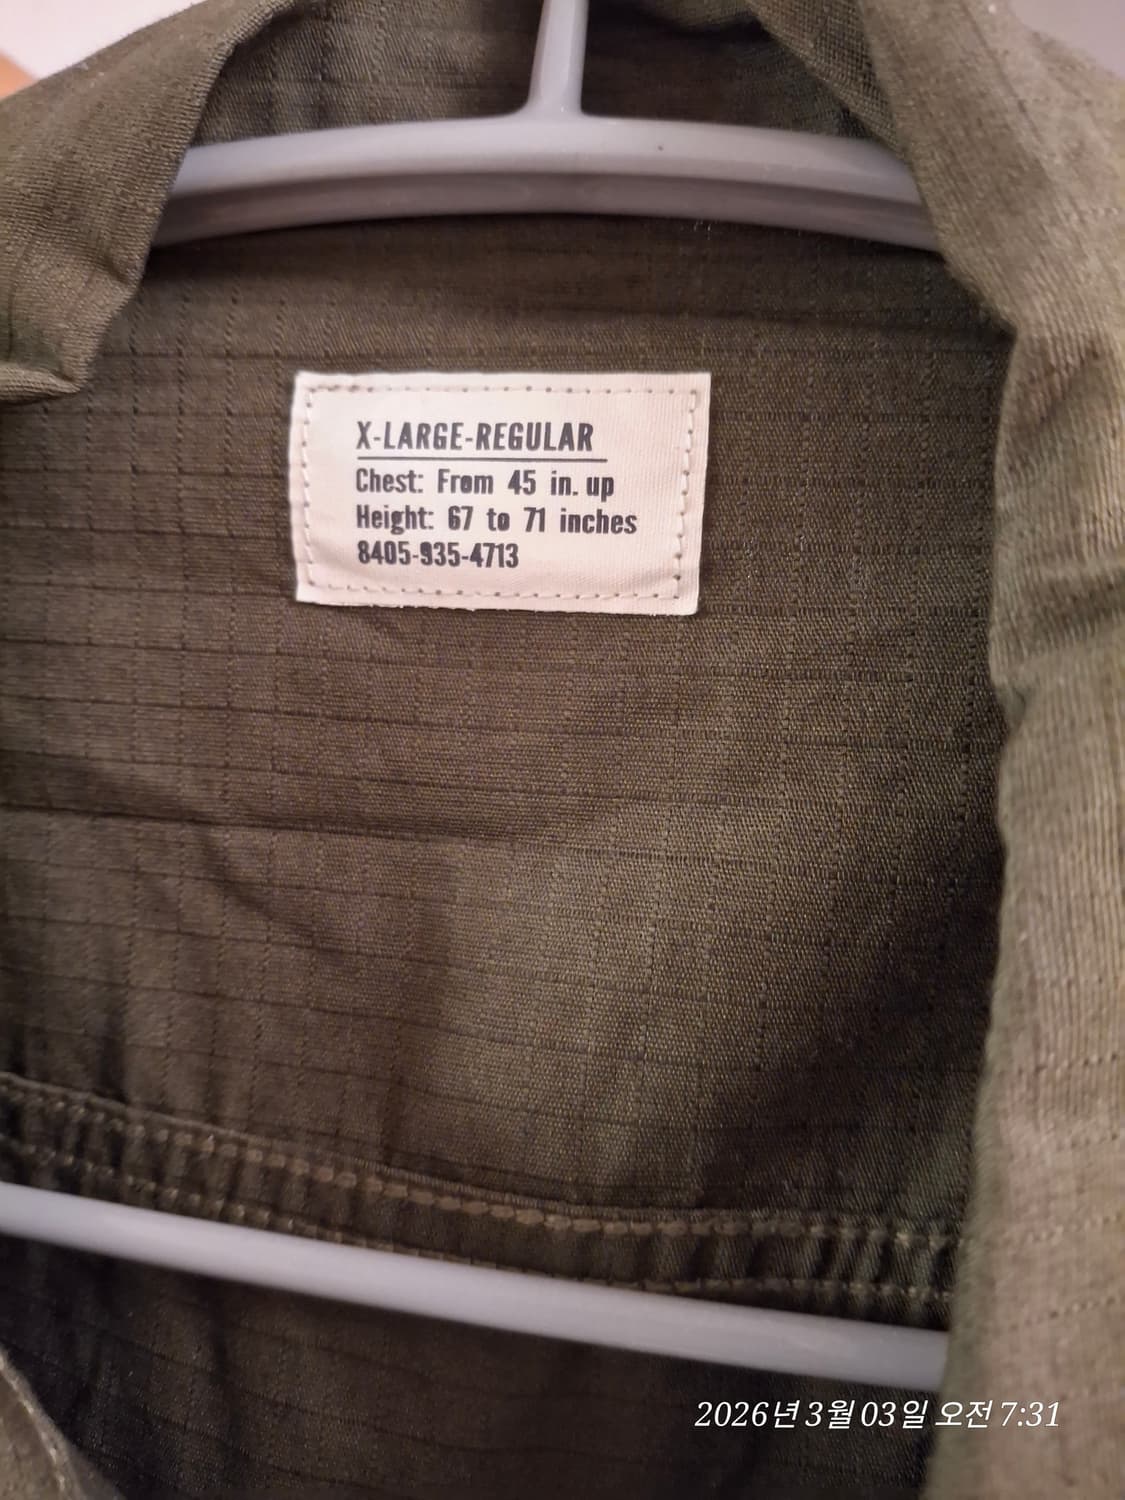 X-LARGE-REGULAR
Chest: From 45 in. up
Height: 67 to 71 inches
8405-935-4713
2026년 3월 03일 오전 7:31